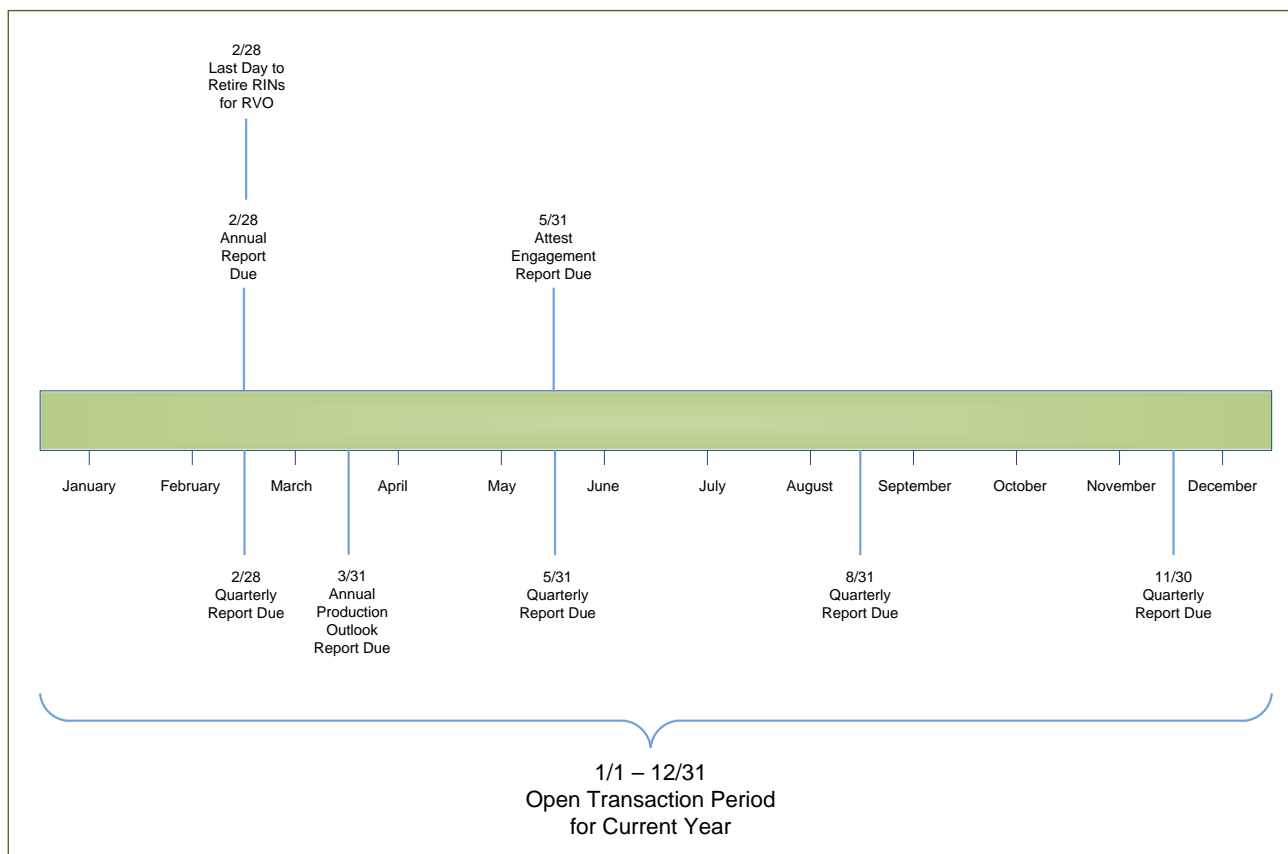 2/28
Last Day to
Retire RINs
for RVO
2/28
Annual
Report
Due
5/31
Attest
Engagement
Report Due
January
February
March
April
May
June
July
August
September
October
November
December
2/28
Quarterly
Report Due
3/31
Annual
Production
Outlook
Report Due
5/31
Quarterly
Report Due
8/31
Quarterly
Report Due
11/30
Quarterly
Report Due
1/1 – 12/31
Open Transaction Period
for Current Year